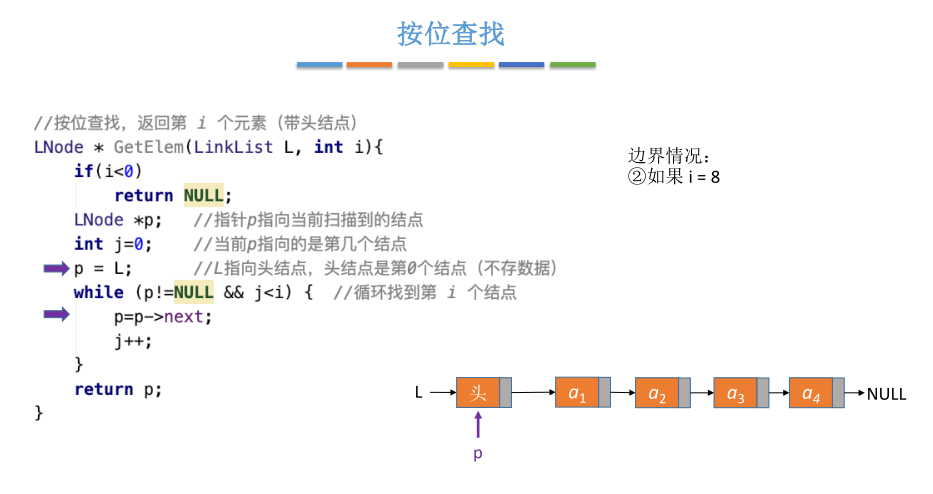 按位查找
//按位查找，返回第 i 个元素（带头结点）
LNode * GetElem(LinkList L, int i){
if(i<0)
return NULL;
LNode *p; //指针p指向当前扫描到的结点
int j=0; //当前p指向的是第几个结点
p = L; //L指向头结点，头结点是第0个结点（不存数据）
while (p!=NULL && j<i) { //循环找到第 i 个结点
p=p->next;
j++;
}
return p;
}
边界情况：
②如果 i = 8
L 头 a1 a2 a3 a4 NULL
p